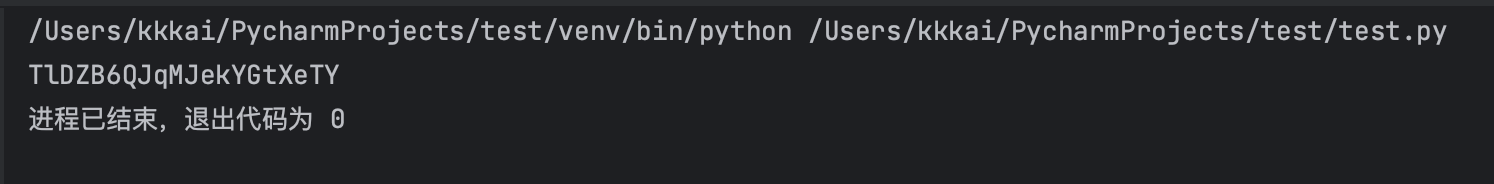 /Users/kkkai/PycharmProjects/test/venv/bin/python /Users/kkkai/PycharmProjects/test/test.py
TlDZB6QJqMJekYGtXeTY
进程已结束，退出代码为 0